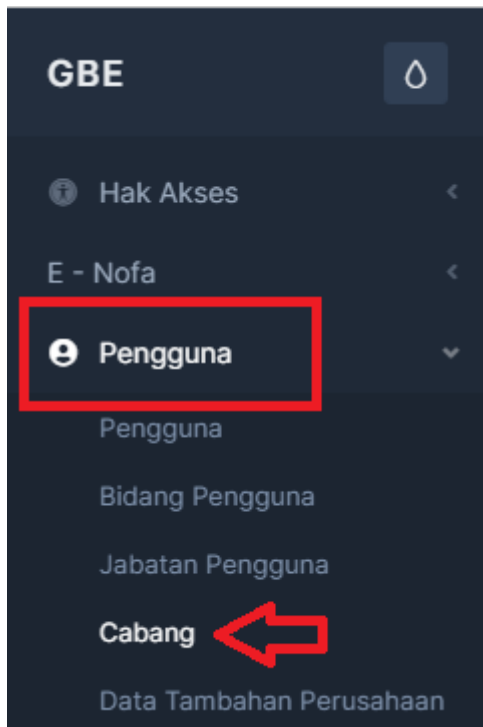 GBE
Hak Akses
E - Nofa
Pengguna
Pengguna
Bidang Pengguna
Jabatan Pengguna
Cabang
Data Tambahan Perusahaan